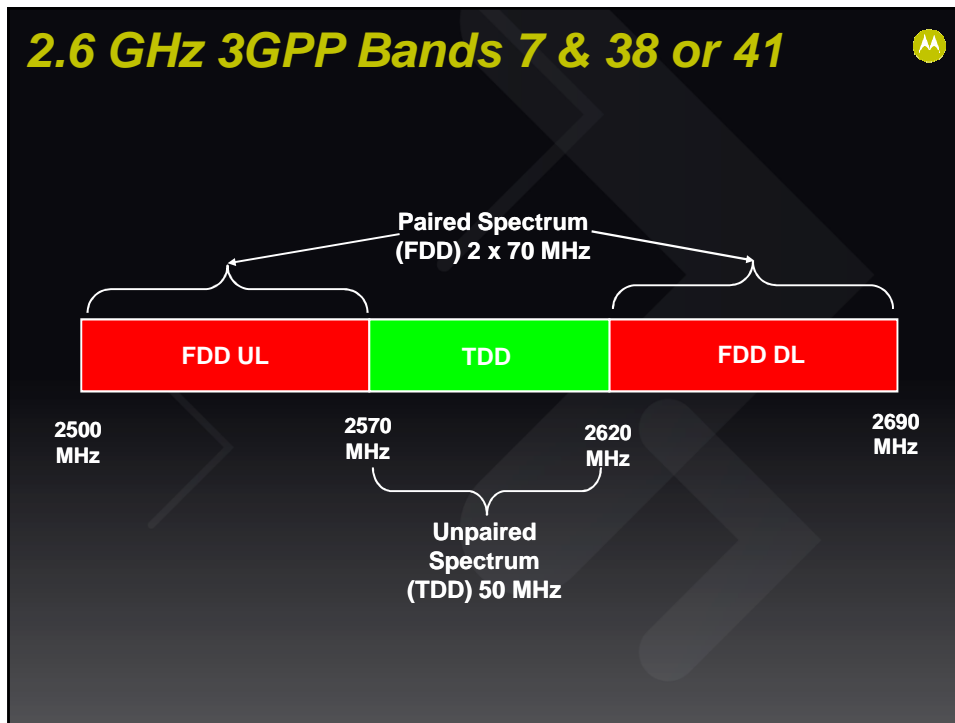 2.6 GHz 3GPP Bands 7 & 38 or 41
Paired Spectrum
(FDD) 2 x 70 MHz
FDD UL
TDD
FDD DL
2500
MHz
2570
MHz
2620
MHz
2690
MHz
Unpaired
Spectrum
(TDD) 50 MHz